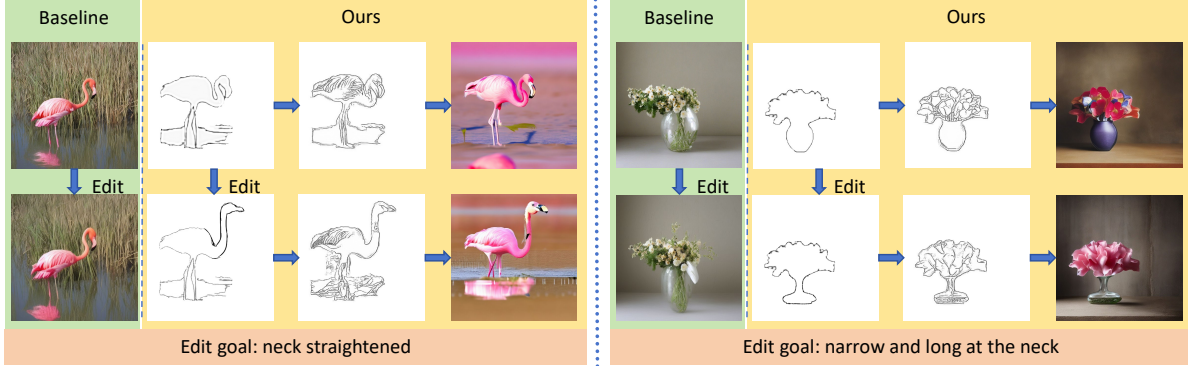 Baseline
Ours
Edit
Edit
Edit goal: neck straightened
Baseline
Ours
Edit
Edit
Edit goal: narrow and long at the neck